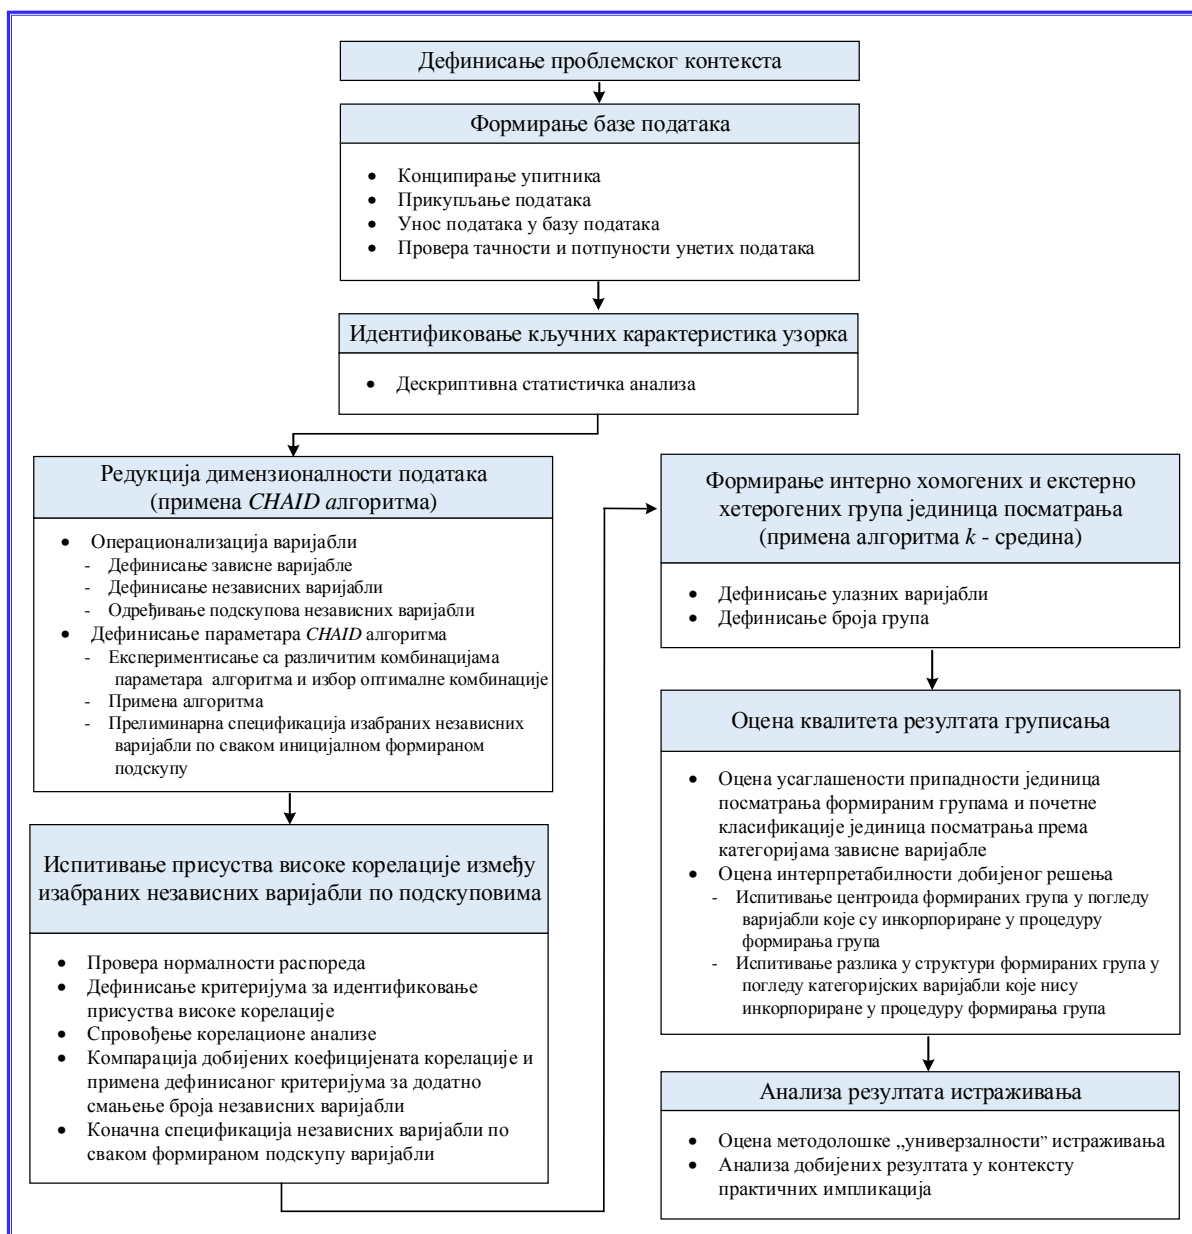 Дефинисање проблемског контекста
Формирање базе података
• Конципирање упитника
• Прикупљање података
• Унос података у базу података
• Провера тачности и потпуности унетих података
Идентификовање кључних карактеристика узорка
• Дескриптивна статистичка анализа
Редукција димензионалности података
(примена CHAID алгоритма)
• Операционализација варијабли
- Дефинисање зависне варијабле
- Дефинисање независних варијабли
- Одређивање подскупова независних варијабли
• Дефинисање параметара CHAID алгоритма
- Експериментисање са различитим комбинацијама
параметара алгоритма и избор оптималне комбинације
- Примена алгоритма
- Прелиминарна спецификација изабраних независних
варијабли по сваком иницијалном формираном
подскупу
Испитивање присуства високе корелације између
изабраних независних варијабли по подскуповима
• Провера нормалности распореда
• Дефинисање критеријума за идентификовање
присуства високе корелације
• Спровођење корелационе анализе
• Компарација добијених коефицијената корелације и
примена дефинисаног критеријума за додатно
смањење броја независних варијабли
• Коначна спецификација независних варијабли по
сваком формираном подскупу варијабли
Формирање интерно хомогених и екстерно
хетерогених група јединица посматрања
(примена алгоритма k - средина)
• Дефинисање улазних варијабли
• Дефинисање броја група
Оцена квалитета резултата груписања
• Оцена усаглашености припадности јединица
посматрања формираним групама и почетне
класификације јединица посматрања према
категоријама зависне варијабле
• Оцена интерпретабилности добијеног решења
- Испитивање центроида формираних група у погледу
варијабли које су инкорпориране у процедуру
формирања група
- Испитивање разлика у структури формираних група у
погледу категоријских варијабли које нису
инкорпориране у процедуру формирања група
Анализа резултата истраживања
• Оцена методолошке „универзалности” истраживања
• Анализа добијених резултата у контексту
практичних импликација